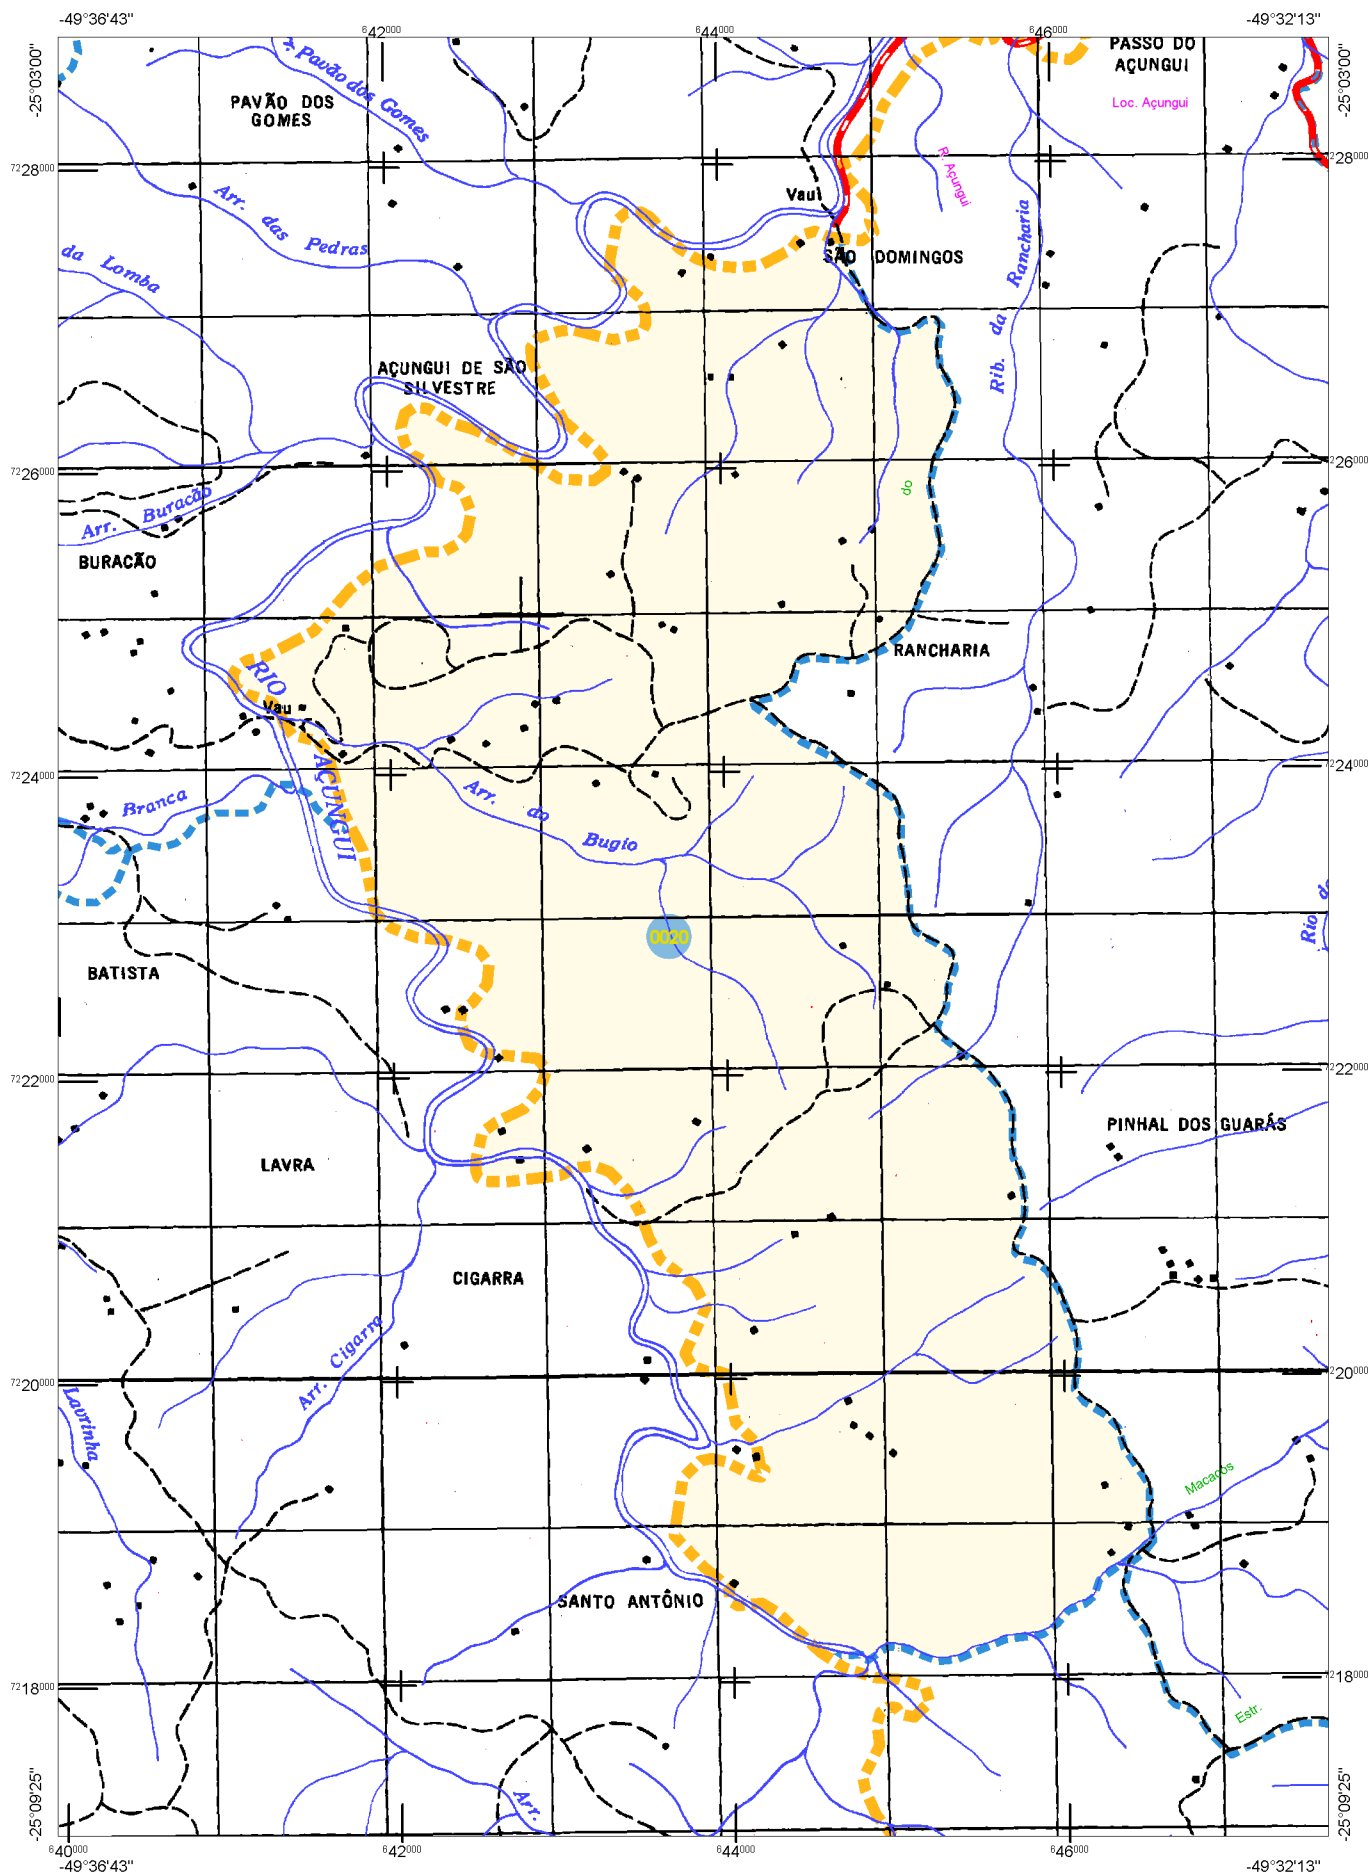 -49°36'43"
-49°32'13"
642000
644000
646000
-25°03'00"
-25°03'00"
PASSO DO
AÇUNGUI
Loc. Açungui
Pavão dos Gomes
PAVÃO DOS
GOMES
7228000
7228000
R. Açungui
Arr. das Pedras
Vau
Rib. da Rancharia
da Lomba
SÃO DOMINGOS
AÇUNGUI DE SÃO
SILVESTRE
7226000
7226000
do
Arr. Buracão
BURACÃO
RANCHARIA
RIO AÇUNGUI
Vau
7224000
7224000
Branca
Arr. do Bugio
0020
Rio do
BATISTA
7222000
7222000
PINHAL DOS GUARÁS
LAVRA
CIGARRA
Arr. Cigarra
7220000
7220000
Lavrinha
Macacos
SANTO ANTÔNIO
7218000
7218000
Estr.
Arr.
-25°09'25"
-25°09'25"
640000
642000
644000
646000
-49°36'43"
-49°32'13"